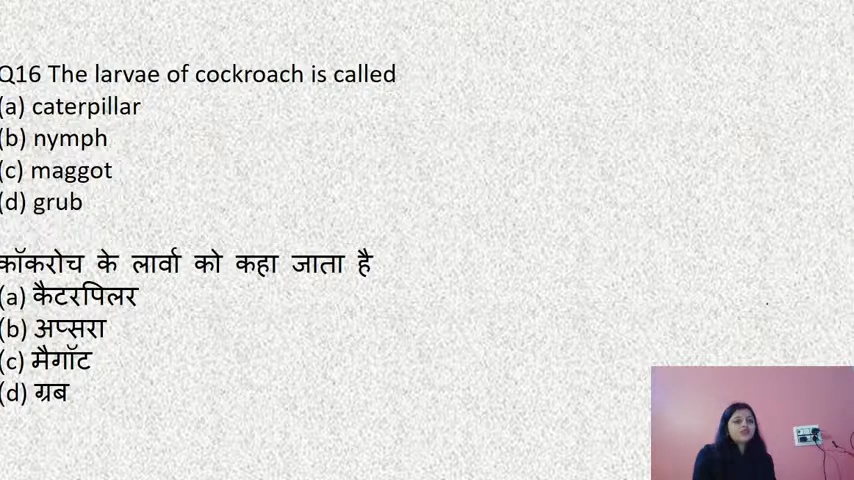 Q16 The larvae of cockroach is called
(a) caterpillar
(b) nymph
(c) maggot
(d) grub
कॉकरोच के लार्वा को कहा जाता है
(a) कैटरपिलर
(b) अप्सरा
(c) मैगॉट
(d) ग्रब